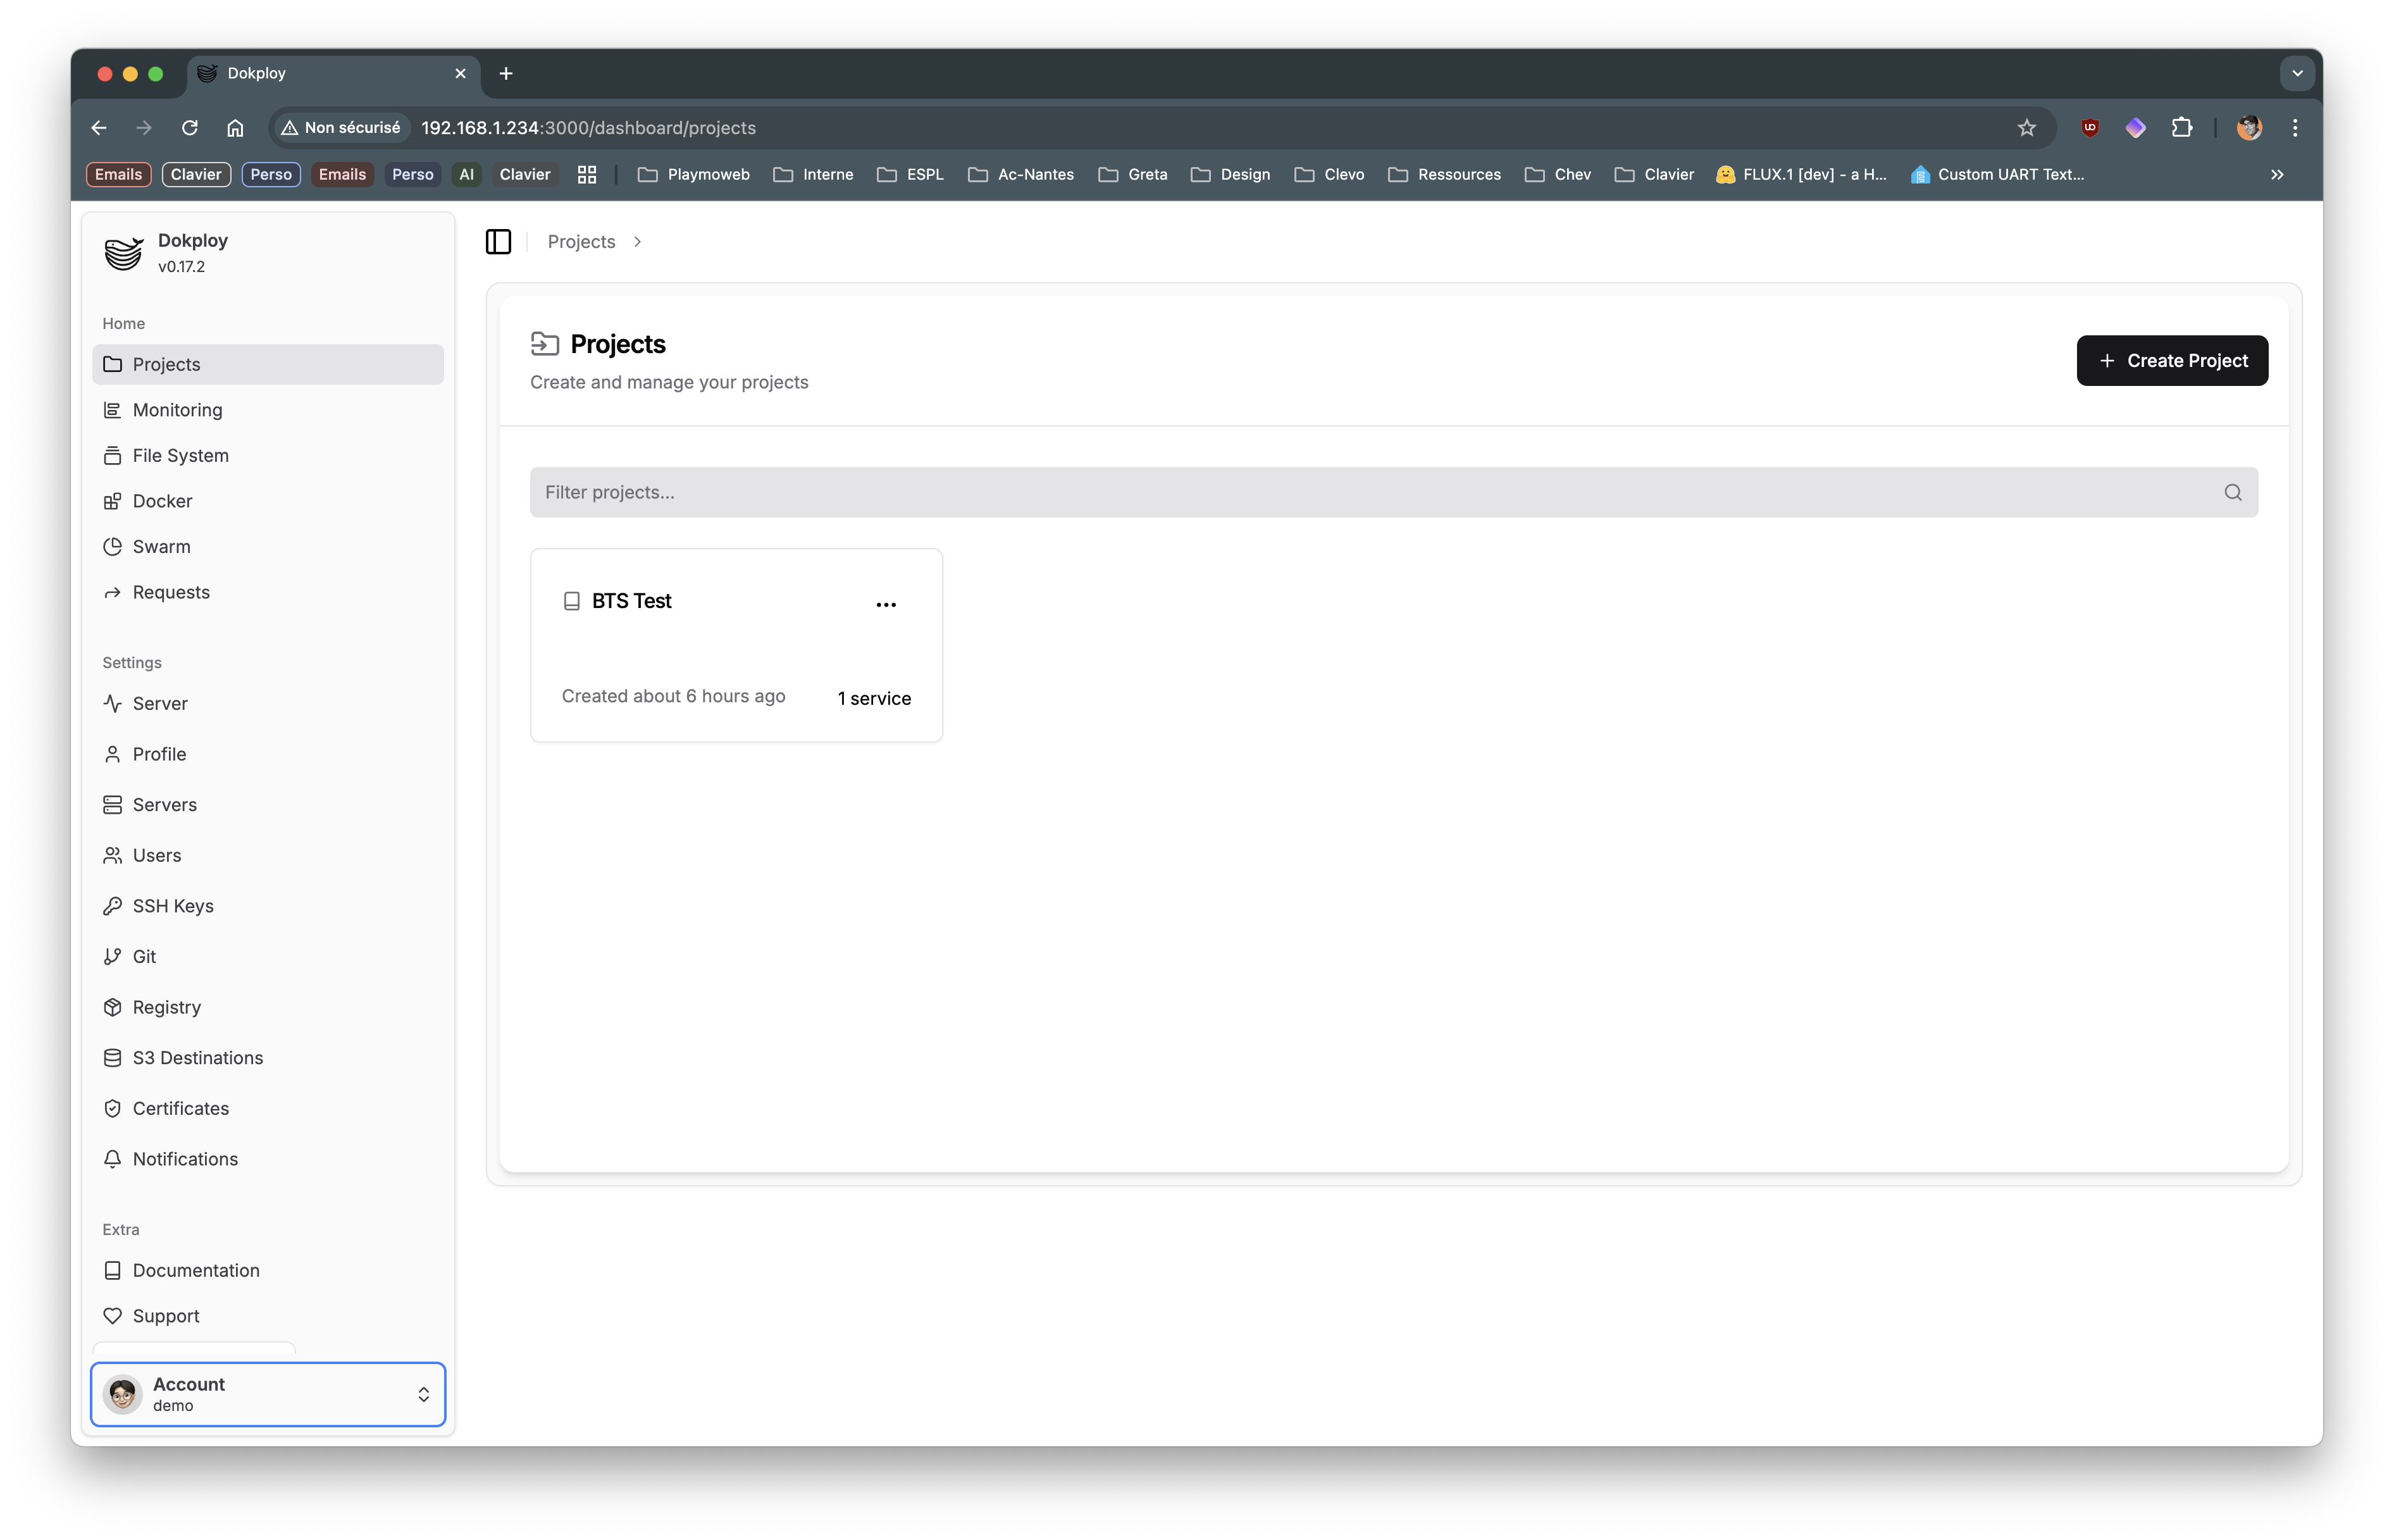 Dokploy
Non sécurisé 192.168.1.234:3000/dashboard/projects
Emails Clavier Perso Emails Perso AI Clavier Playmoweb Interne ESPL Ac-Nantes Greta Design Clevo Ressources Chev Clavier FLUX.1 [dev] - a H... Custom UART Text...
Dokploy
v0.17.2
Home
Projects
Monitoring
File System
Docker
Swarm
Requests
Settings
Server
Profile
Servers
Users
SSH Keys
Git
Registry
S3 Destinations
Certificates
Notifications
Extra
Documentation
Support
Account
demo
Projects
Projects
Create and manage your projects
Create Project
Filter projects...
BTS Test
Created about 6 hours ago 1 service